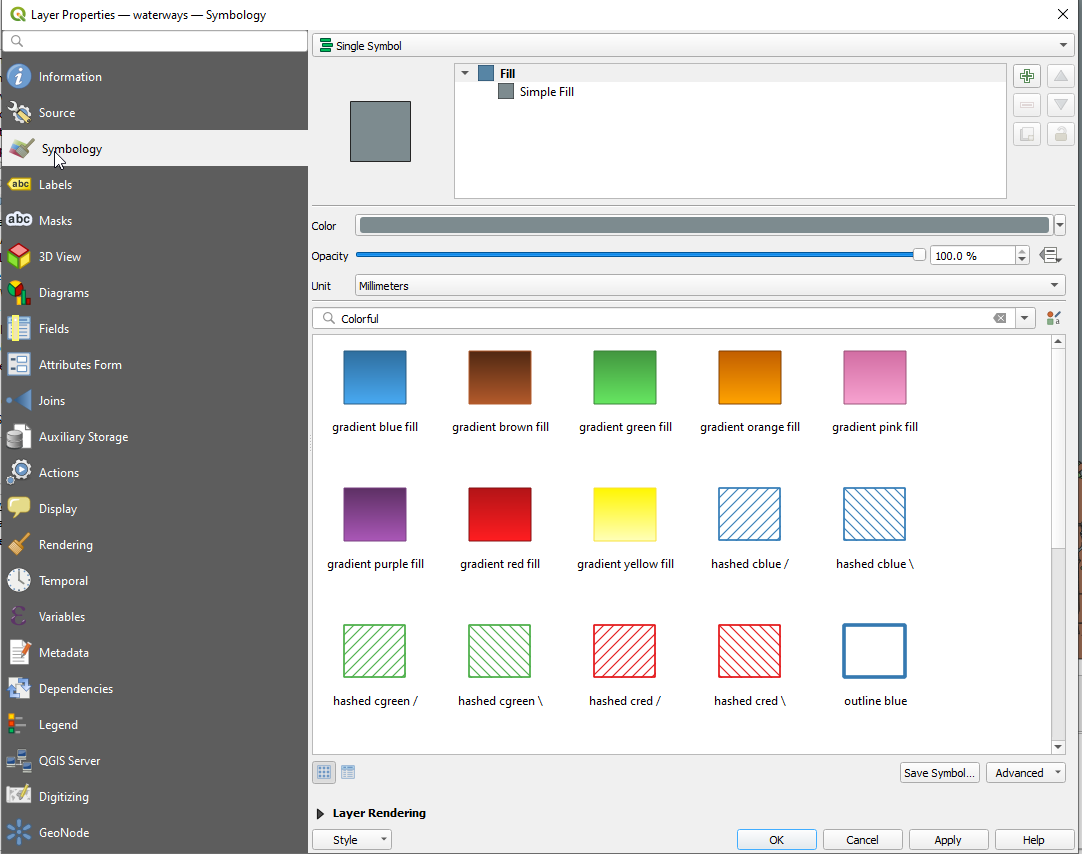 Layer Properties — waterways — Symbology
Information
Source
Symbology
Labels
Masks
3D View
Diagrams
Fields
Attributes Form
Joins
Auxiliary Storage
Actions
Display
Rendering
Temporal
Variables
Metadata
Dependencies
Legend
QGIS Server
Digitizing
GeoNode
Single Symbol
Fill
Simple Fill
Color
Opacity 100.0 %
Unit Millimeters
Colorful
gradient blue fill gradient brown fill gradient green fill gradient orange fill gradient pink fill
gradient purple fill gradient red fill gradient yellow fill hashed cblue / hashed cblue \
hashed cgreen / hashed cgreen \ hashed cred / hashed cred \ outline blue
Save Symbol... Advanced
Layer Rendering
Style OK Cancel Apply Help